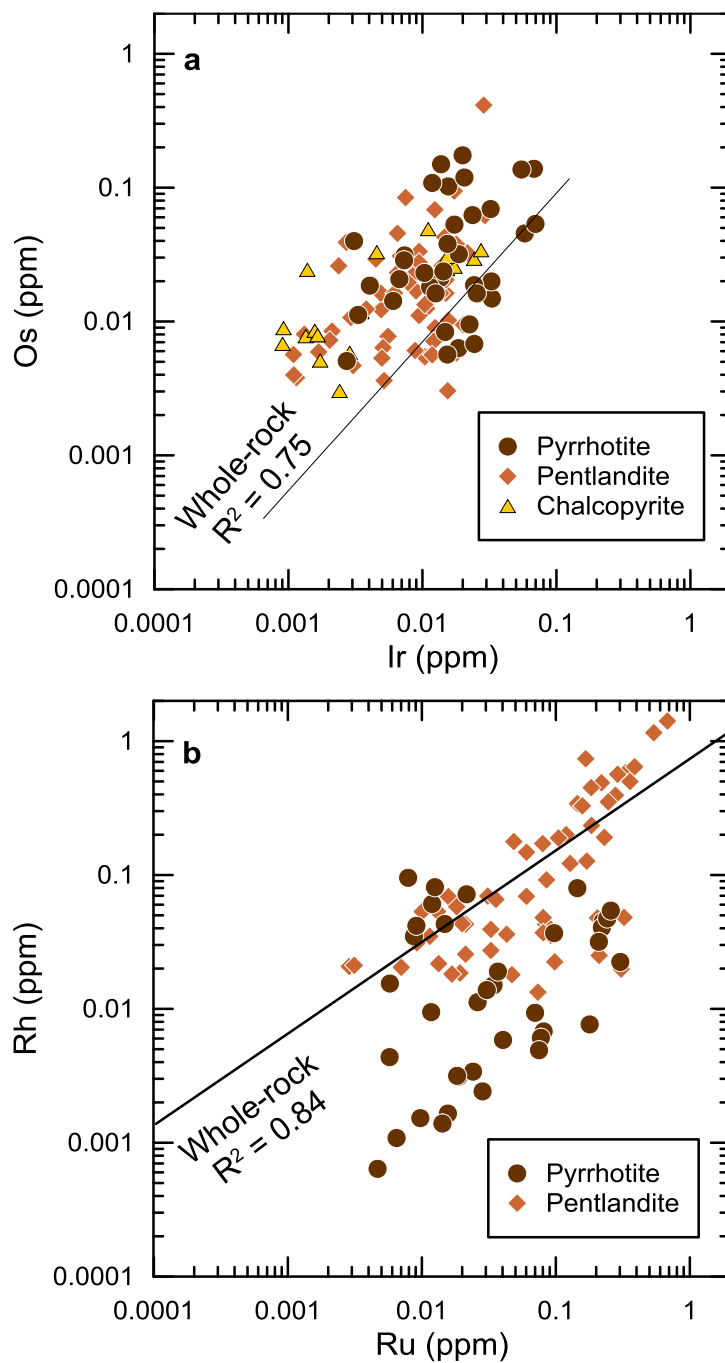 a
1
0.1
0.01
0.001
0.0001
Os (ppm)
Whole-rock
R² = 0.75
Pyrrhotite
Pentlandite
Chalcopyrite
0.0001 0.001 0.01 0.1 1
Ir (ppm)
b
1
0.1
0.01
0.001
0.0001
Rh (ppm)
Whole-rock
R² = 0.84
Pyrrhotite
Pentlandite
0.0001 0.001 0.01 0.1 1
Ru (ppm)